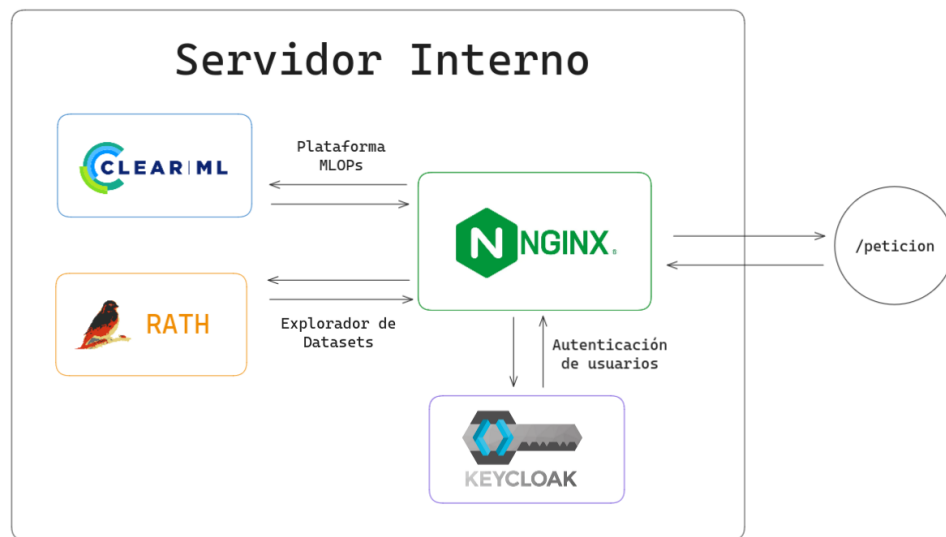 Servidor Interno
CLEAR|ML
Plataforma
MLOPs
NGINX
/peticion
RATH
Explorador de
Datasets
Autenticación
de usuarios
KEYCLOAK